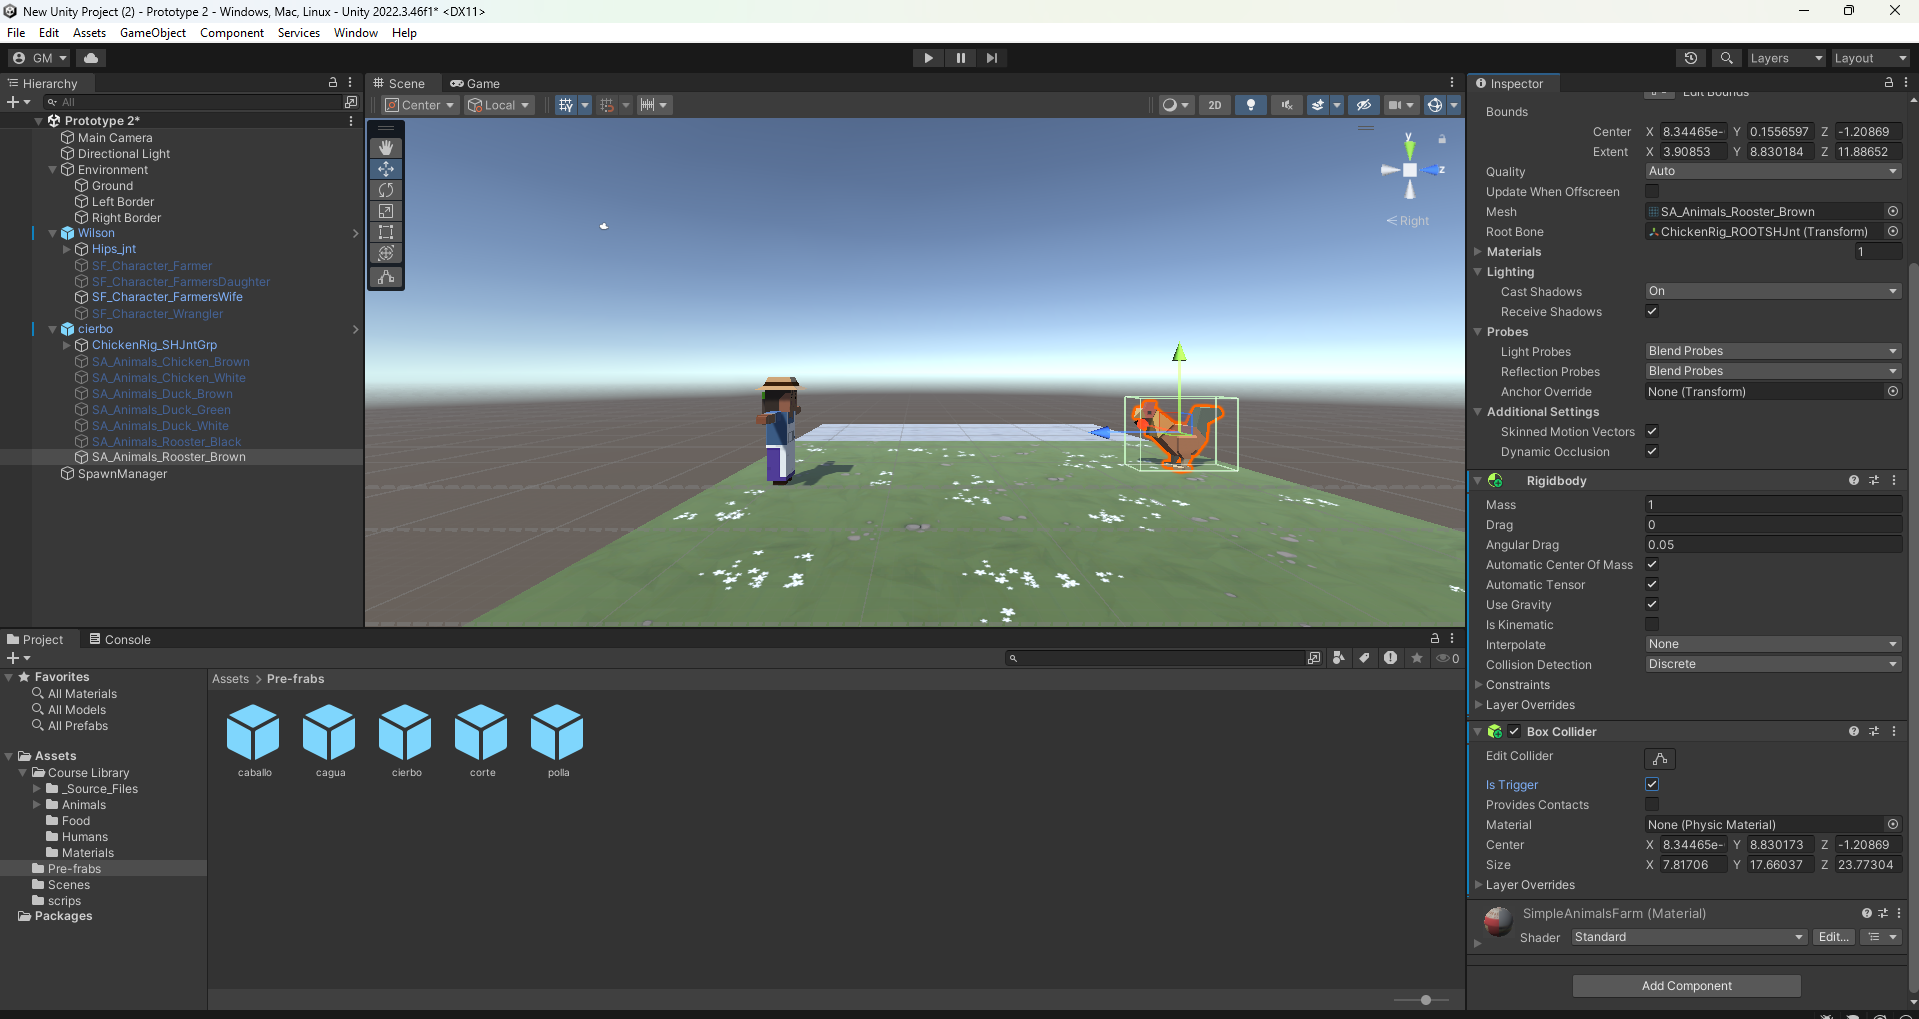 New Unity Project (2) - Prototype 2 - Windows, Mac, Linux - Unity 2022.3.46f1* <DX11>
File Edit Assets GameObject Component Services Window Help
GM
Layers
Layout
Hierarchy
All
Prototype 2*
Main Camera
Directional Light
Environment
Ground
Left Border
Right Border
Wilson
Hips_jnt
SF_Character_Farmer
SF_Character_FarmersDaughter
SF_Character_FarmersWife
SF_Character_Wrangler
cierbo
ChickenRig_SHJntGrp
SA_Animals_Chicken_Brown
SA_Animals_Chicken_White
SA_Animals_Duck_Brown
SA_Animals_Duck_Green
SA_Animals_Duck_White
SA_Animals_Rooster_Black
SA_Animals_Rooster_Brown
SpawnManager
Scene Game
Center Local 2D
y
z
Right
Project Console
0
Favorites
All Materials
All Models
All Prefabs
Assets
Course Library
_Source_Files
Animals
Food
Humans
Materials
Pre-frabs
Scenes
scrips
Packages
Assets > Pre-frabs
caballo cagua cierbo corte polla
Inspector
Edit Bounds
Bounds
Center X 8.34465e- Y 0.1556597 Z -1.20869
Extent X 3.90853 Y 8.830184 Z 11.88652
Quality Auto
Update When Offscreen
Mesh SA_Animals_Rooster_Brown
Root Bone ChickenRig_ROOTSHJnt (Transform)
Materials 1
Lighting
Cast Shadows On
Receive Shadows
Probes
Light Probes Blend Probes
Reflection Probes Blend Probes
Anchor Override None (Transform)
Additional Settings
Skinned Motion Vectors
Dynamic Occlusion
Rigidbody
Mass 1
Drag 0
Angular Drag 0.05
Automatic Center Of Mass
Automatic Tensor
Use Gravity
Is Kinematic
Interpolate None
Collision Detection Discrete
Constraints
Layer Overrides
Box Collider
Edit Collider
Is Trigger
Provides Contacts
Material None (Physic Material)
Center X 8.34465e- Y 8.830173 Z -1.20869
Size X 7.81706 Y 17.66037 Z 23.77304
Layer Overrides
SimpleAnimalsFarm (Material)
Shader Standard Edit...
Add Component